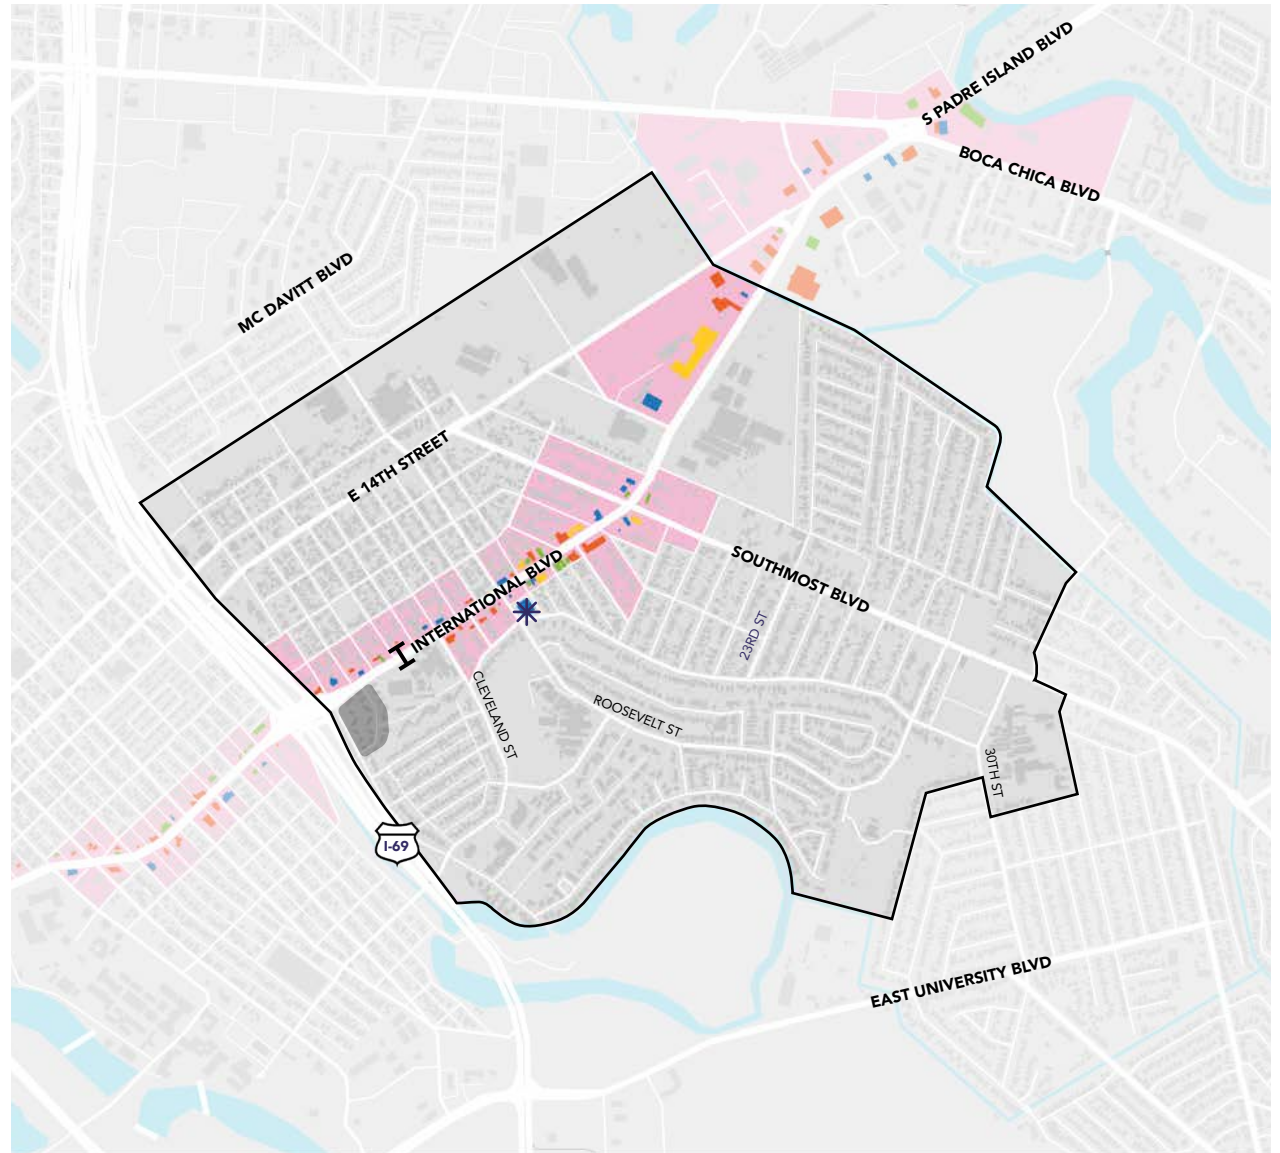 S PADRE ISLAND BLVD
BOCA CHICA BLVD
MC DAVITT BLVD
E 14TH STREET
INTERNATIONAL BLVD
SOUTHMOST BLVD
23RD ST
CLEVELAND ST
ROOSEVELT ST
30TH ST
I-69
EAST UNIVERSITY BLVD